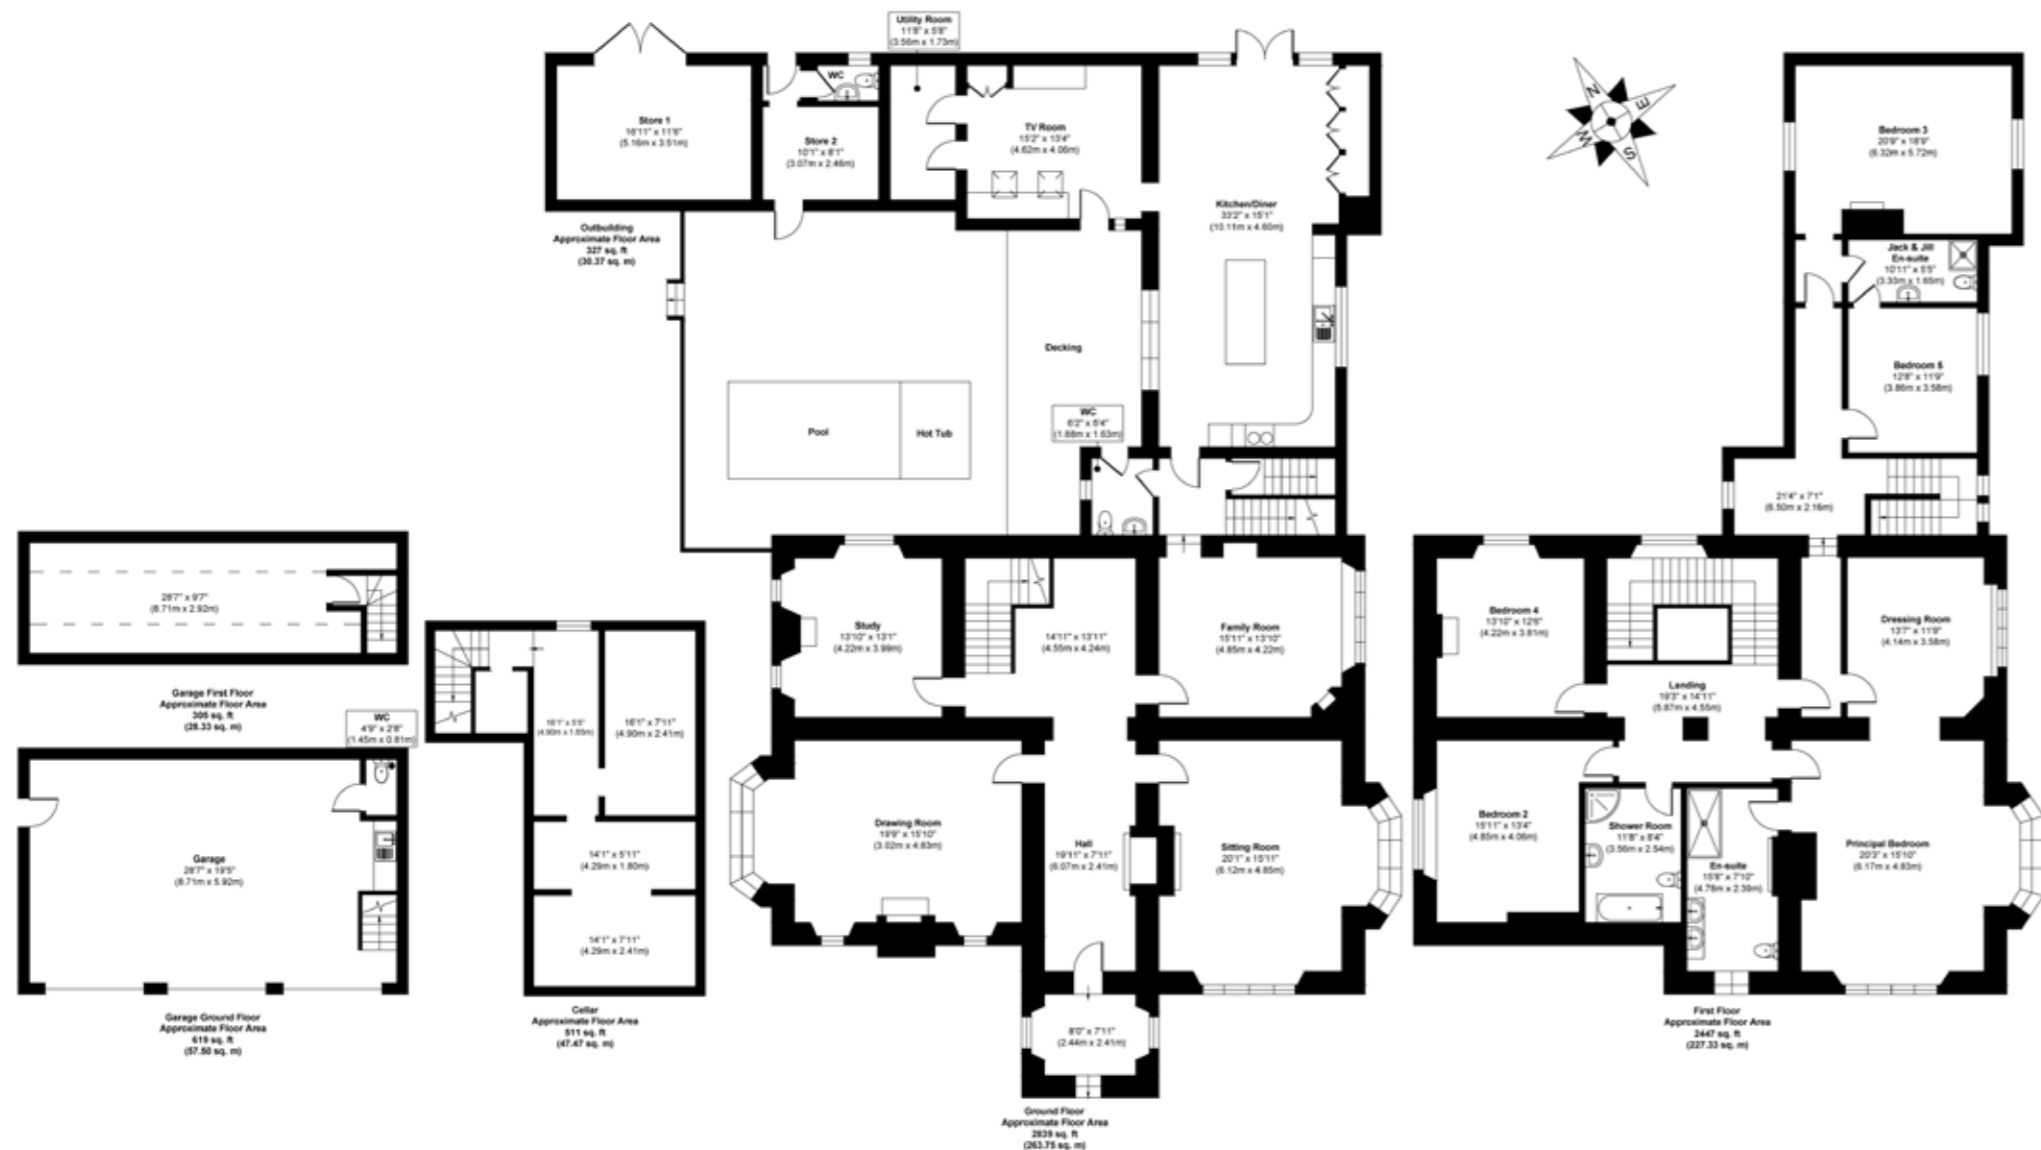 Utility Room
11'8" x 5'8"
(3.56m x 1.73m)
Store 1
16'11" x 11'6"
(5.16m x 3.51m)
WC
Store 2
10'1" x 8'1"
(3.07m x 2.46m)
TV Room
15'2" x 13'4"
(4.62m x 4.06m)
Kitchen/Diner
33'2" x 15'1"
(10.11m x 4.60m)
Outbuilding
Approximate Floor Area
327 sq. ft
(30.37 sq. m)
Decking
Pool
Hot Tub
WC
6'2" x 5'4"
(1.88m x 1.63m)
N
E
S
W
Bedroom 3
20'9" x 18'9"
(6.32m x 5.72m)
Jack & Jill
En-suite
10'11" x 5'5"
(3.33m x 1.65m)
Bedroom 5
12'8" x 11'9"
(3.86m x 3.58m)
21'4" x 7'1"
(6.50m x 2.16m)
28'7" x 9'7"
(8.71m x 2.92m)
Garage First Floor
Approximate Floor Area
305 sq. ft
(28.33 sq. m)
WC
4'9" x 2'8"
(1.45m x 0.81m)
Garage
28'7" x 19'5"
(8.71m x 5.92m)
Garage Ground Floor
Approximate Floor Area
619 sq. ft
(57.50 sq. m)
16'1" x 5'5"
(4.90m x 1.65m)
16'1" x 7'11"
(4.90m x 2.41m)
14'1" x 5'11"
(4.29m x 1.80m)
14'1" x 7'11"
(4.29m x 2.41m)
Cellar
Approximate Floor Area
511 sq. ft
(47.47 sq. m)
Study
13'10" x 13'1"
(4.22m x 3.99m)
14'11" x 13'11"
(4.55m x 4.24m)
Family Room
15'11" x 13'10"
(4.85m x 4.22m)
Drawing Room
19'9" x 15'10"
(3.02m x 4.83m)
Hall
19'11" x 7'11"
(6.07m x 2.41m)
Sitting Room
20'1" x 15'11"
(6.12m x 4.85m)
8'0" x 7'11"
(2.44m x 2.41m)
Ground Floor
Approximate Floor Area
2839 sq. ft
(263.75 sq. m)
Bedroom 4
13'10" x 12'6"
(4.22m x 3.81m)
Dressing Room
13'7" x 11'9"
(4.14m x 3.58m)
Landing
19'3" x 14'11"
(5.87m x 4.55m)
Bedroom 2
15'11" x 13'4"
(4.85m x 4.06m)
Shower Room
11'8" x 8'4"
(3.56m x 2.54m)
En-suite
15'8" x 7'10"
(4.78m x 2.39m)
Principal Bedroom
20'3" x 15'10"
(6.17m x 4.83m)
First Floor
Approximate Floor Area
2447 sq. ft
(227.33 sq. m)